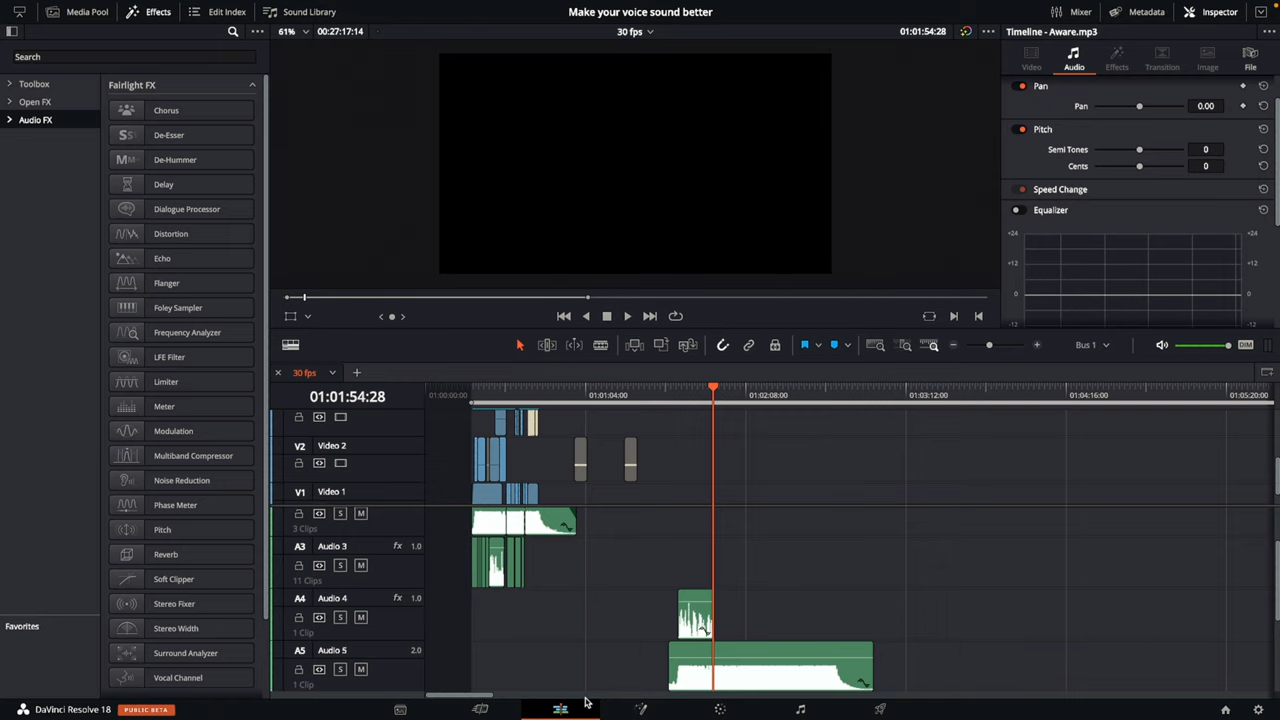 Media Pool Effects Edit Index Sound Library Make your voice sound better Mixer Metadata Inspector
61% 00:27:17:14 30 fps 01:01:54:28 Timeline - Aware.mp3
Search
Video Audio Effects Transition Image File
Toolbox
Open FX
Audio FX
Fairlight FX
Chorus
De-Esser
De-Hummer
Delay
Dialogue Processor
Distortion
Echo
Flanger
Foley Sampler
Frequency Analyzer
LFE Filter
Limiter
Meter
Modulation
Multiband Compressor
Noise Reduction
Phase Meter
Pitch
Reverb
Soft Clipper
Stereo Fixer
Stereo Width
Surround Analyzer
Vocal Channel
Favorites
Pan
Pan 0.00
Pitch
Semi Tones 0
Cents 0
Speed Change
Equalizer
+24 +24
+12 +12
0 0
-12 -12
Bus 1 DIM
30 fps
01:01:54:28 01:00:00:00 01:01:04:00 01:02:08:00 01:03:12:00 01:04:16:00 01:05:20:00
V2 Video 2
V1 Video 1
S M
3 Clips
A3 Audio 3 fx 1.0
S M
11 Clips
A4 Audio 4 fx 1.0
S M
1 Clip
A5 Audio 5 2.0
S M
1 Clip
DaVinci Resolve 18 PUBLIC BETA